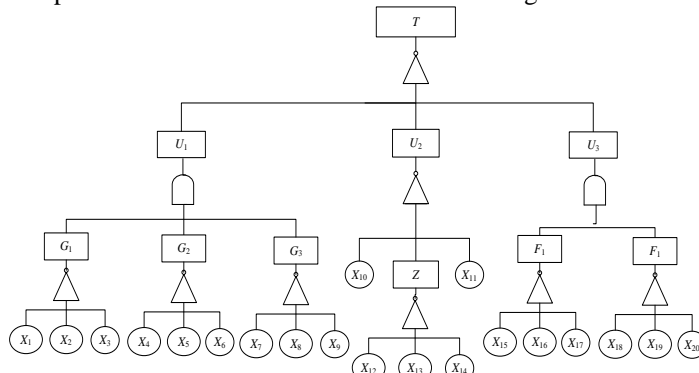 T
U1 U2 U3
G1 G2 G3 F1 F1
X10 Z X11
X1 X2 X3 X4 X5 X6 X7 X8 X9 X15 X16 X17 X18 X19 X20
X12 X13 X14